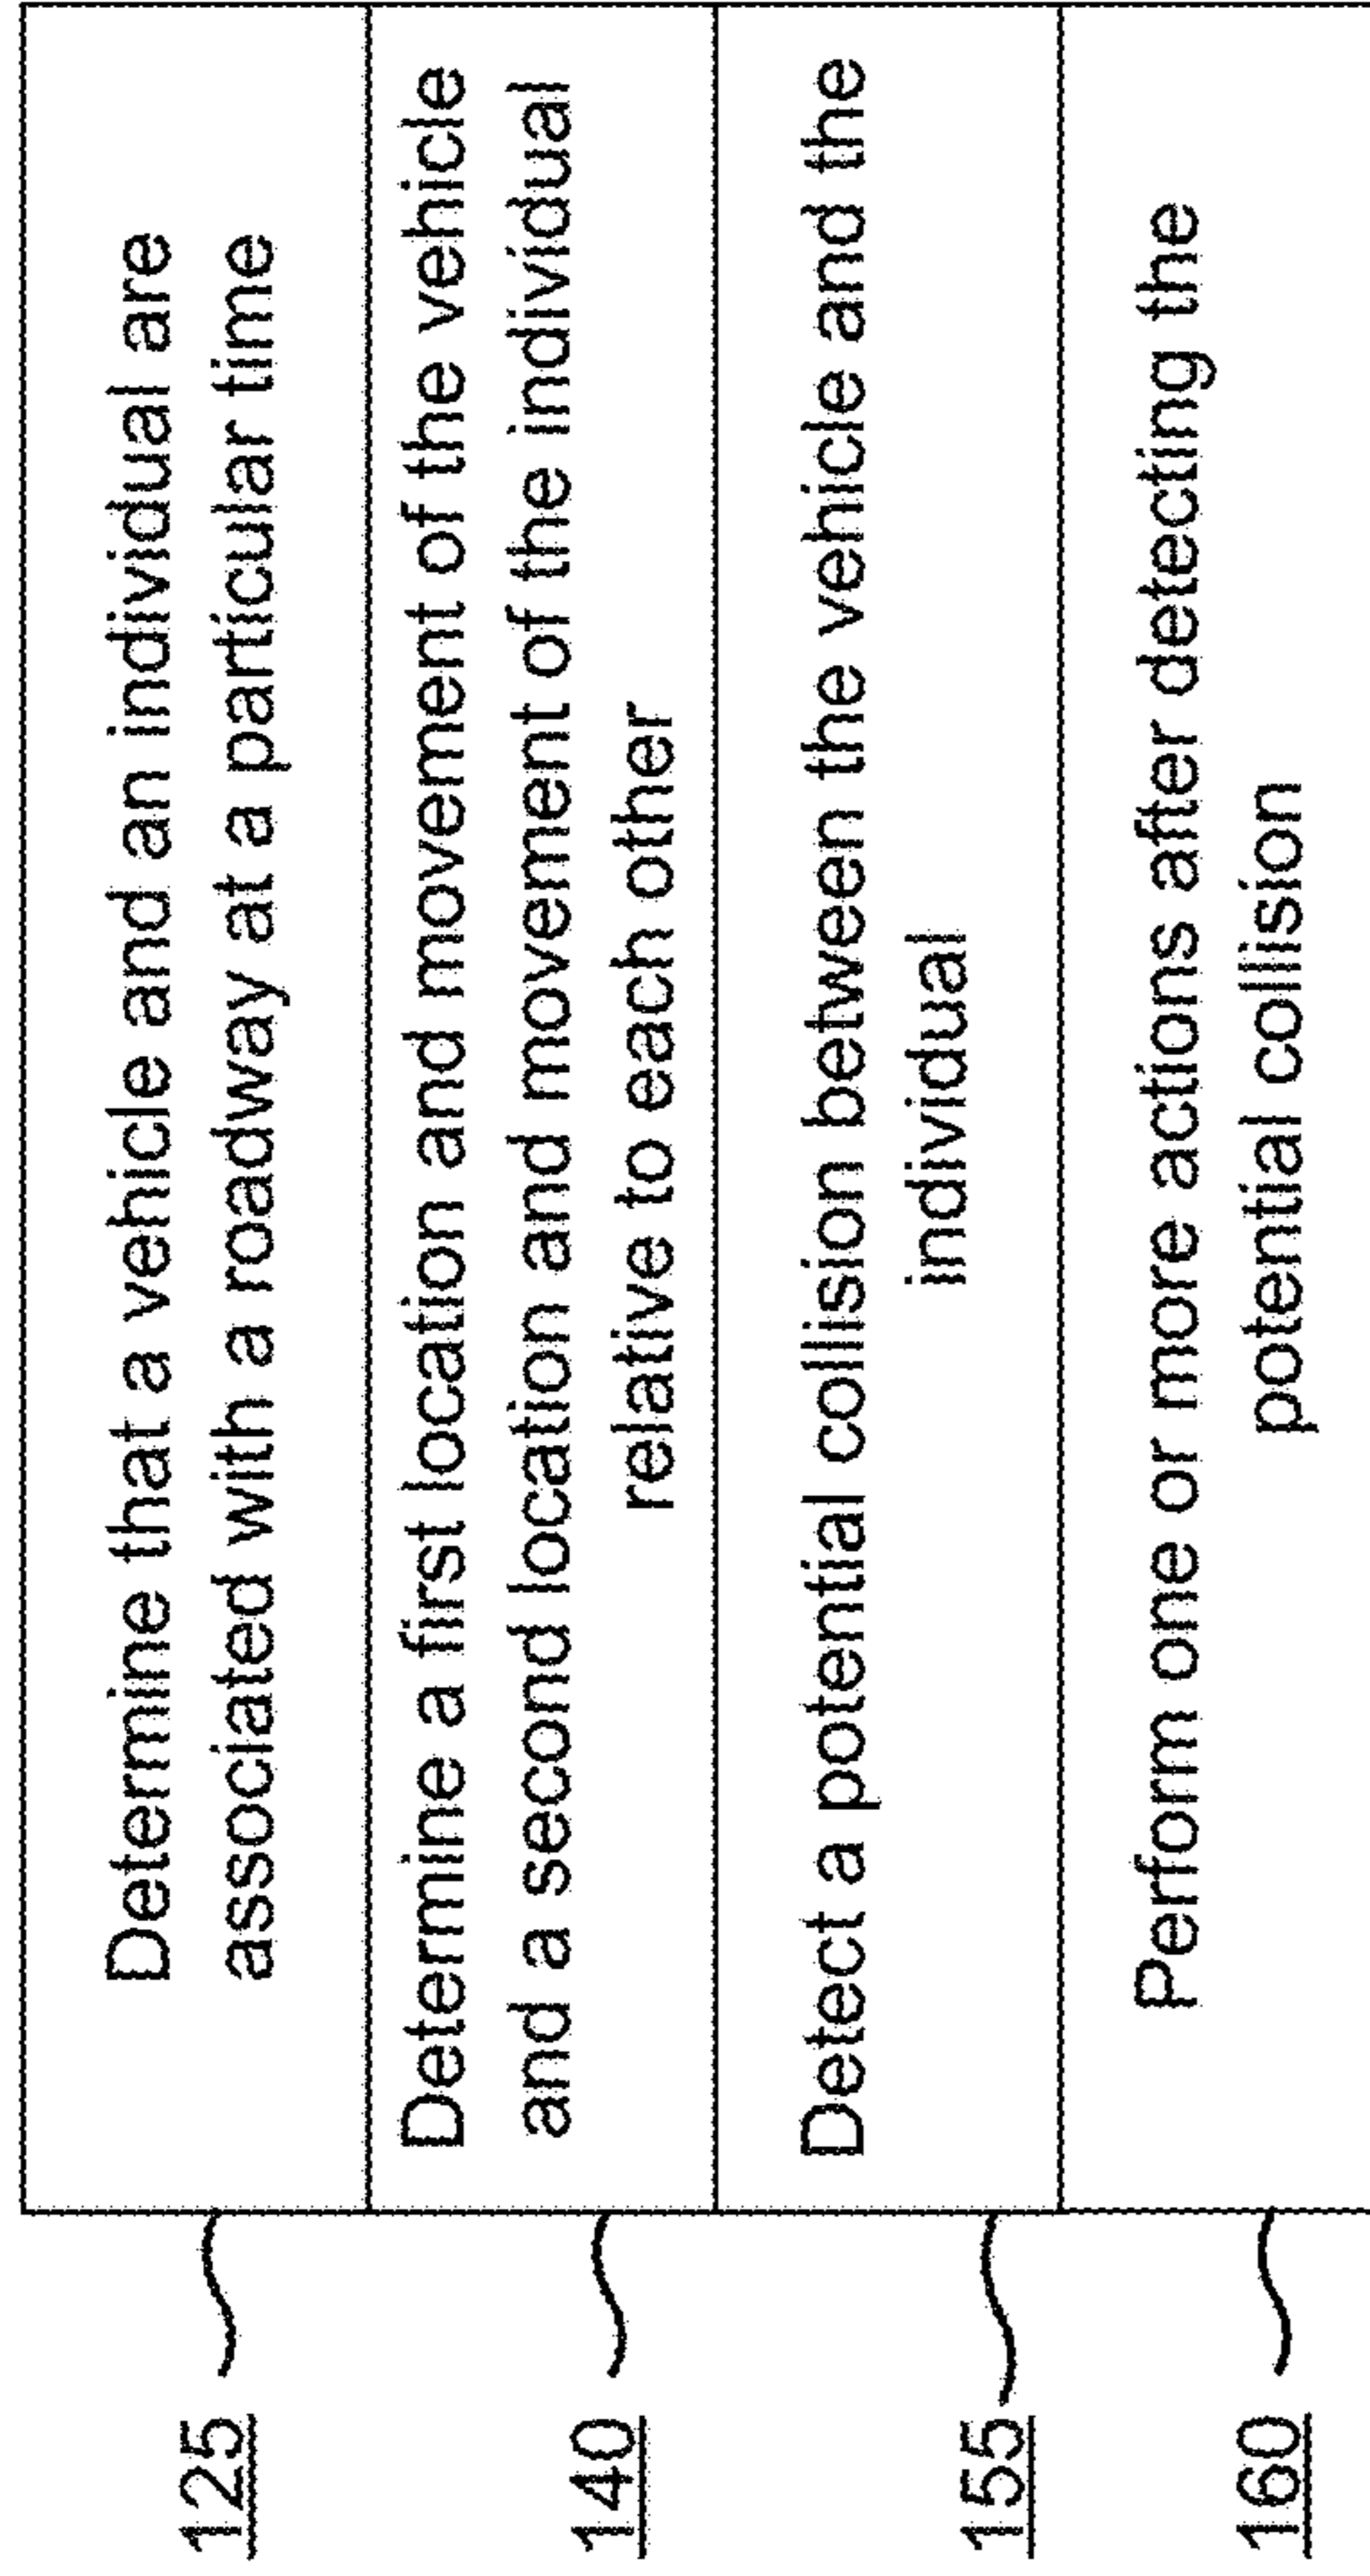 125
Determine that a vehicle and an individual are
associated with a roadway at a particular time
140
Determine a first location and movement of the vehicle
and a second location and movement of the individual
relative to each other
155
Detect a potential collision between the vehicle and the
individual
160
Perform one or more actions after detecting the
potential collision